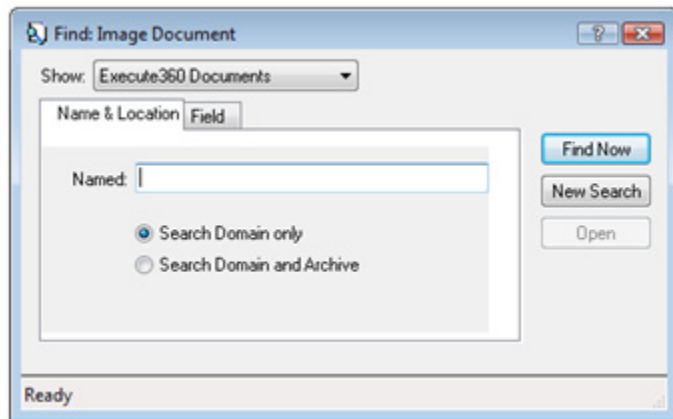 Find: Image Document
Show: Execute360 Documents
Name & Location Field
Find Now
Named:
New Search
Search Domain only
Open
Search Domain and Archive
Ready